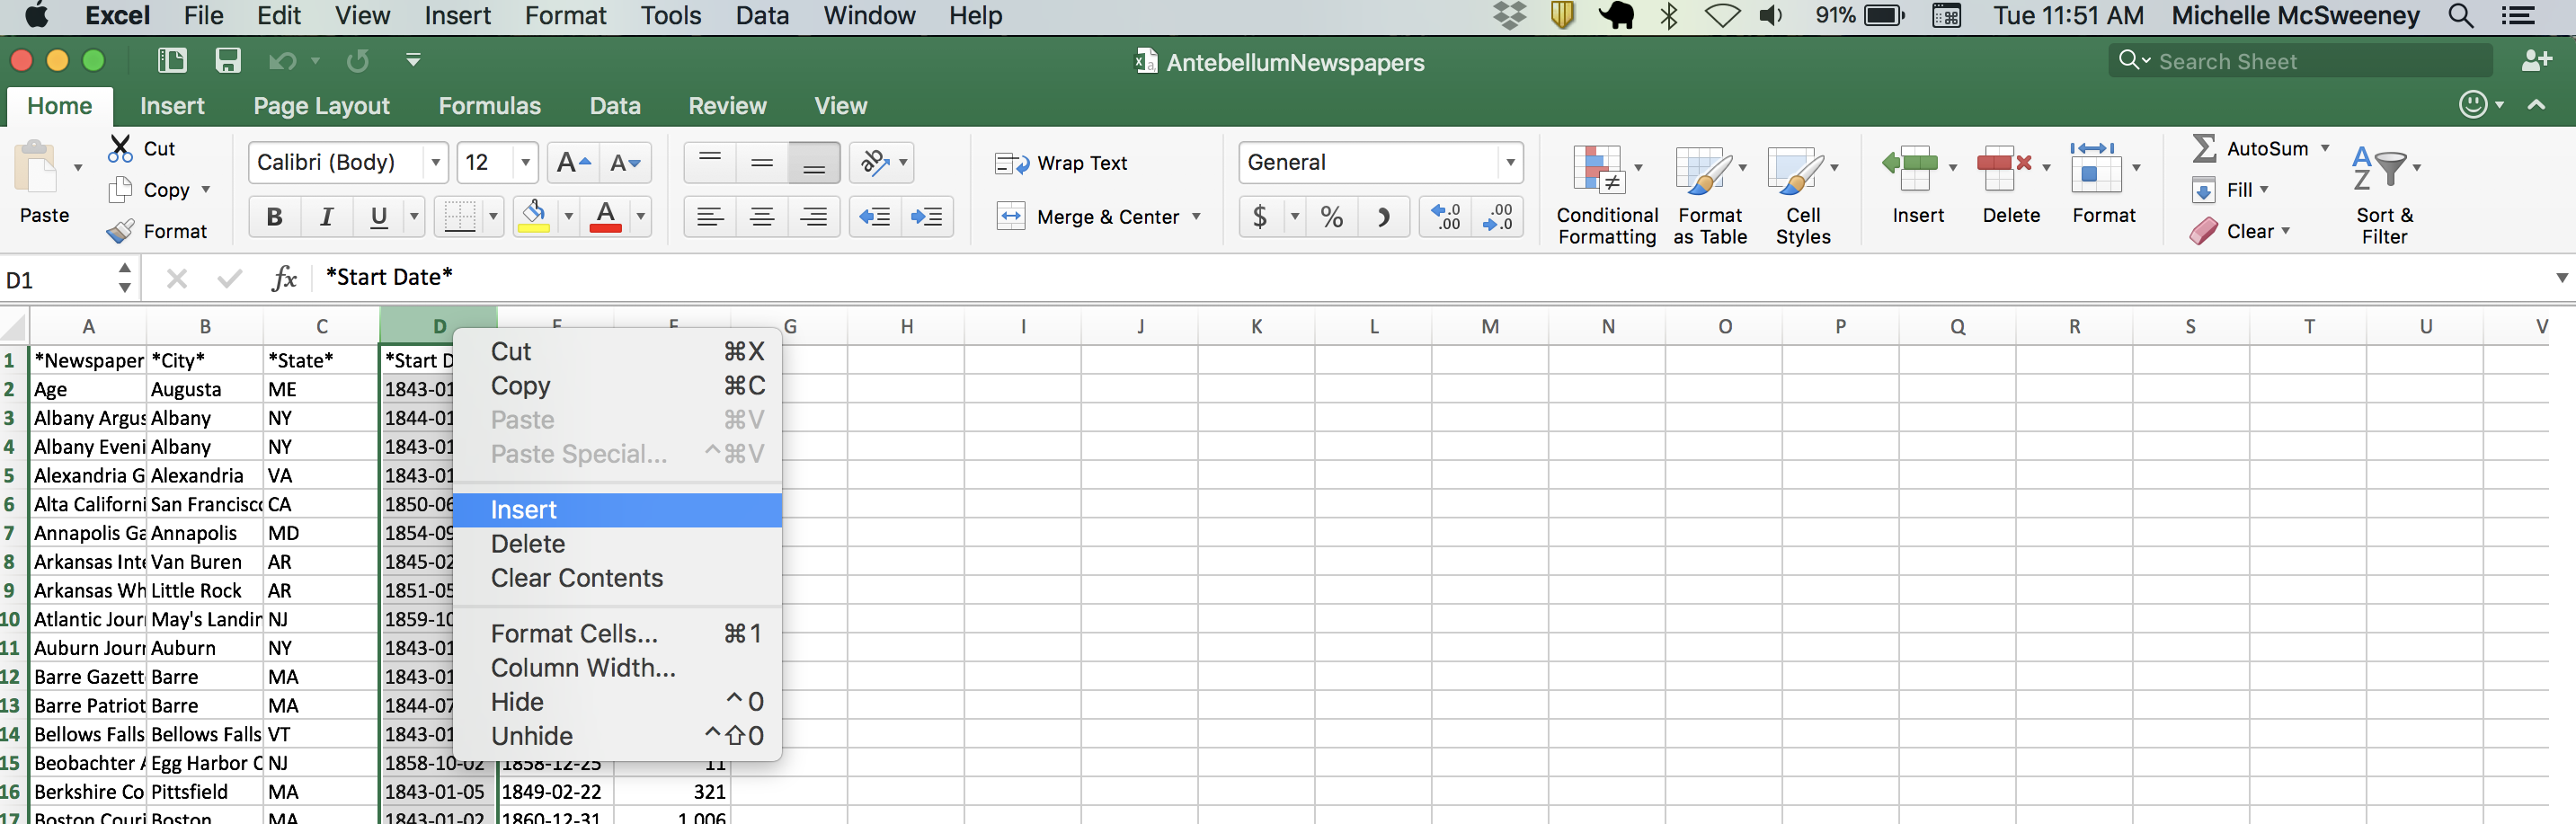 Excel File Edit View Insert Format Tools Data Window Help 91% Tue 11:51 AM Michelle McSweeney
AntebellumNewspapers Search Sheet
Home Insert Page Layout Formulas Data Review View
Paste
Cut
Copy
Format
Calibri (Body) 12 A A
B I U A
ab
Wrap Text
Merge & Center
General
$ % .0 .00 .00 .0
Conditional Formatting
Format as Table
Cell Styles
Insert
Delete
Format
AutoSum
Fill
Clear
A Z
Sort & Filter
D1 fx *Start Date*
A B C D G H I J K L M N O P Q R S T U V
1 *Newspaper *City* *State* *Start D
2 Age Augusta ME 1843-01
3 Albany Argus Albany NY 1844-01
4 Albany Eveni Albany NY 1843-01
5 Alexandria G Alexandria VA 1843-01
6 Alta Californi San Francisco CA 1850-06
7 Annapolis Ga Annapolis MD 1854-09
8 Arkansas Inte Van Buren AR 1845-02
9 Arkansas Wh Little Rock AR 1851-05
10 Atlantic Jour May's Landin NJ 1859-10
11 Auburn Journ Auburn NY 1843-01
12 Barre Gazett Barre MA 1843-01
13 Barre Patriot Barre MA 1844-07
14 Bellows Falls Bellows Falls VT 1843-01
15 Beobachter Egg Harbor C NJ 1858-10-02 1858-12-25 11
16 Berkshire Co Pittsfield MA 1843-01-05 1849-02-22 321
17 Boston Couri Boston MA 1843-01-02 1860-12-31 1,006
Cut ⌘X
Copy ⌘C
Paste ⌘V
Paste Special... ^⌘V
Insert
Delete
Clear Contents
Format Cells... ⌘1
Column Width...
Hide ^0
Unhide ^⇧0